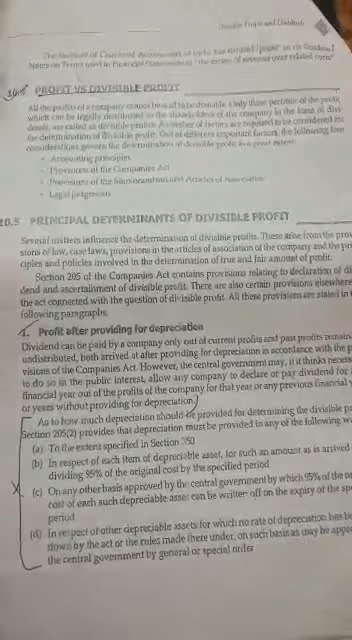 Divisible Profits and Dividends
The Institute of Chartered Accountants of India has defined "profit" in its Guidance
Notes on Terms used in Financial Statements as "the excess of revenue over related costs"
10.4 PROFIT VS DIVISIBLE PROFIT
All the profits of a company cannot be said to be divisible. Only those portions of the profit
which can be legally distributed to the shareholders of the company in the form of divi-
dends, are called as divisible profits. A number of factors are required to be considered for
the determination of divisible profit. Out of different important factors, the following four
considerations govern the determination of divisible profit to a great extent:
• Accounting principles
• Provisions of the Companies Act
• Provisions of the Memorandum and Articles of Association
• Legal judgments
10.5 PRINCIPAL DETERMINANTS OF DIVISIBLE PROFIT
Several matters influence the determination of divisible profits. These arise from the prov
sions of law, case laws, provisions in the articles of association of the company and the pri
ciples and policies involved in the determination of true and fair amount of profit.
Section 205 of the Companies Act contains provisions relating to declaration of di
dend and ascertainment of divisible profit. There are also certain provisions elsewhere
the act connected with the question of divisible profit. All these provisions are stated in
following paragraphs.
1. Profit after providing for depreciation
Dividend can be paid by a company only out of current profits and past profits remain
undistributed, both arrived at after providing for depreciation in accordance with the p
visions of the Companies Act. However, the central government may, if it thinks necess
to do so in the public interest, allow any company to declare or pay dividend for
financial year out of the profits of the company for that year or any previous financial
or years without providing for depreciation.
As to how much depreciation should be provided for determining the divisible p
Section 205(2) provides that depreciation must be provided in any of the following w
(a) To the extent specified in Section 350
(b) In respect of each item of depreciable asset, for such an amount as is arrived
dividing 95% of the original cost by the specified period
(c) On any other basis approved by the central government by which 95% of the o
cost of each such depreciable asset can be written off on the expiry of the sp
period
(d) In respect of other depreciable assets for which no rate of depreciation has be
down by the act or the rules made there under, on such basis as may be appr
the central government by general or special order